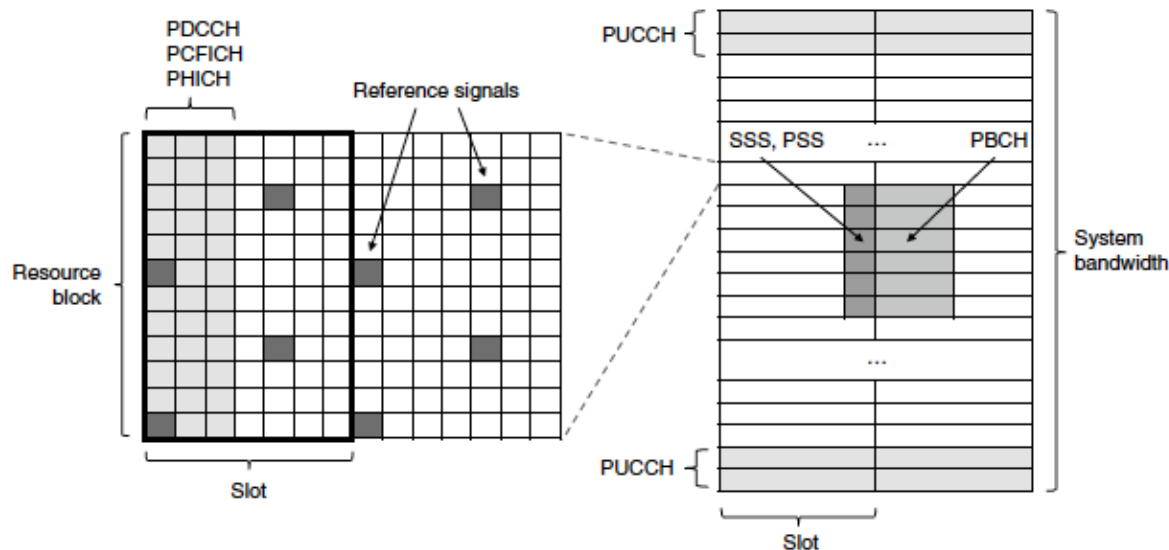 PDCCH
PCFICH
PHICH
Reference signals
Resource
block
Slot
PUCCH
SSS, PSS
...
PBCH
System
bandwidth
...
PUCCH
Slot